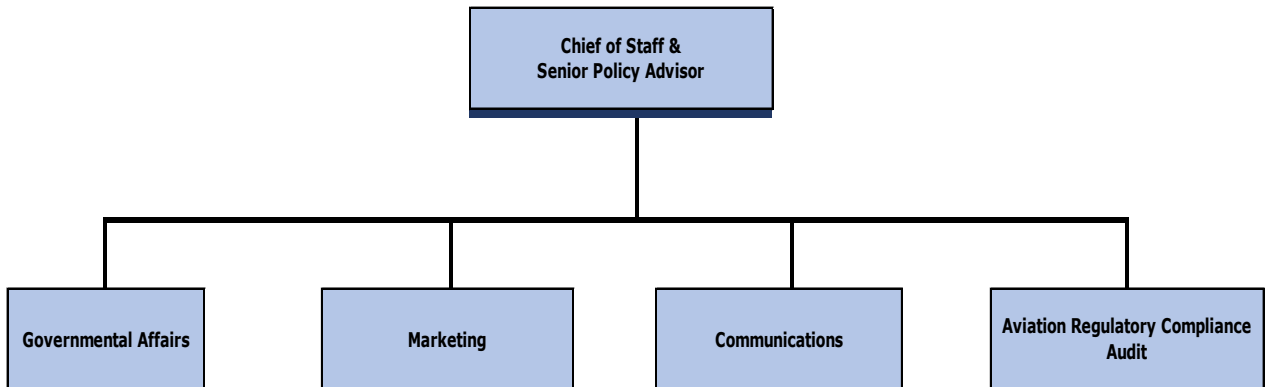 Chief of Staff &
Senior Policy Advisor
Governmental Affairs
Marketing
Communications
Aviation Regulatory Compliance
Audit